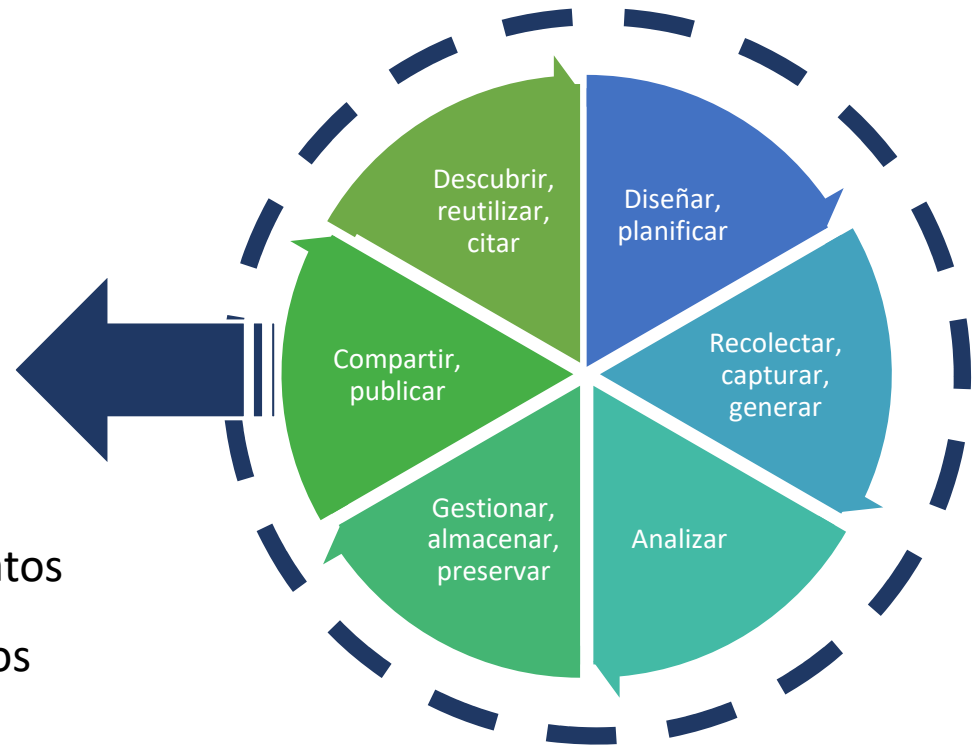 Descubrir,
reutilizar,
citar
Diseñar,
planificar
Recolectar,
capturar,
generar
Analizar
Gestionar,
almacenar,
preservar
Compartir,
publicar